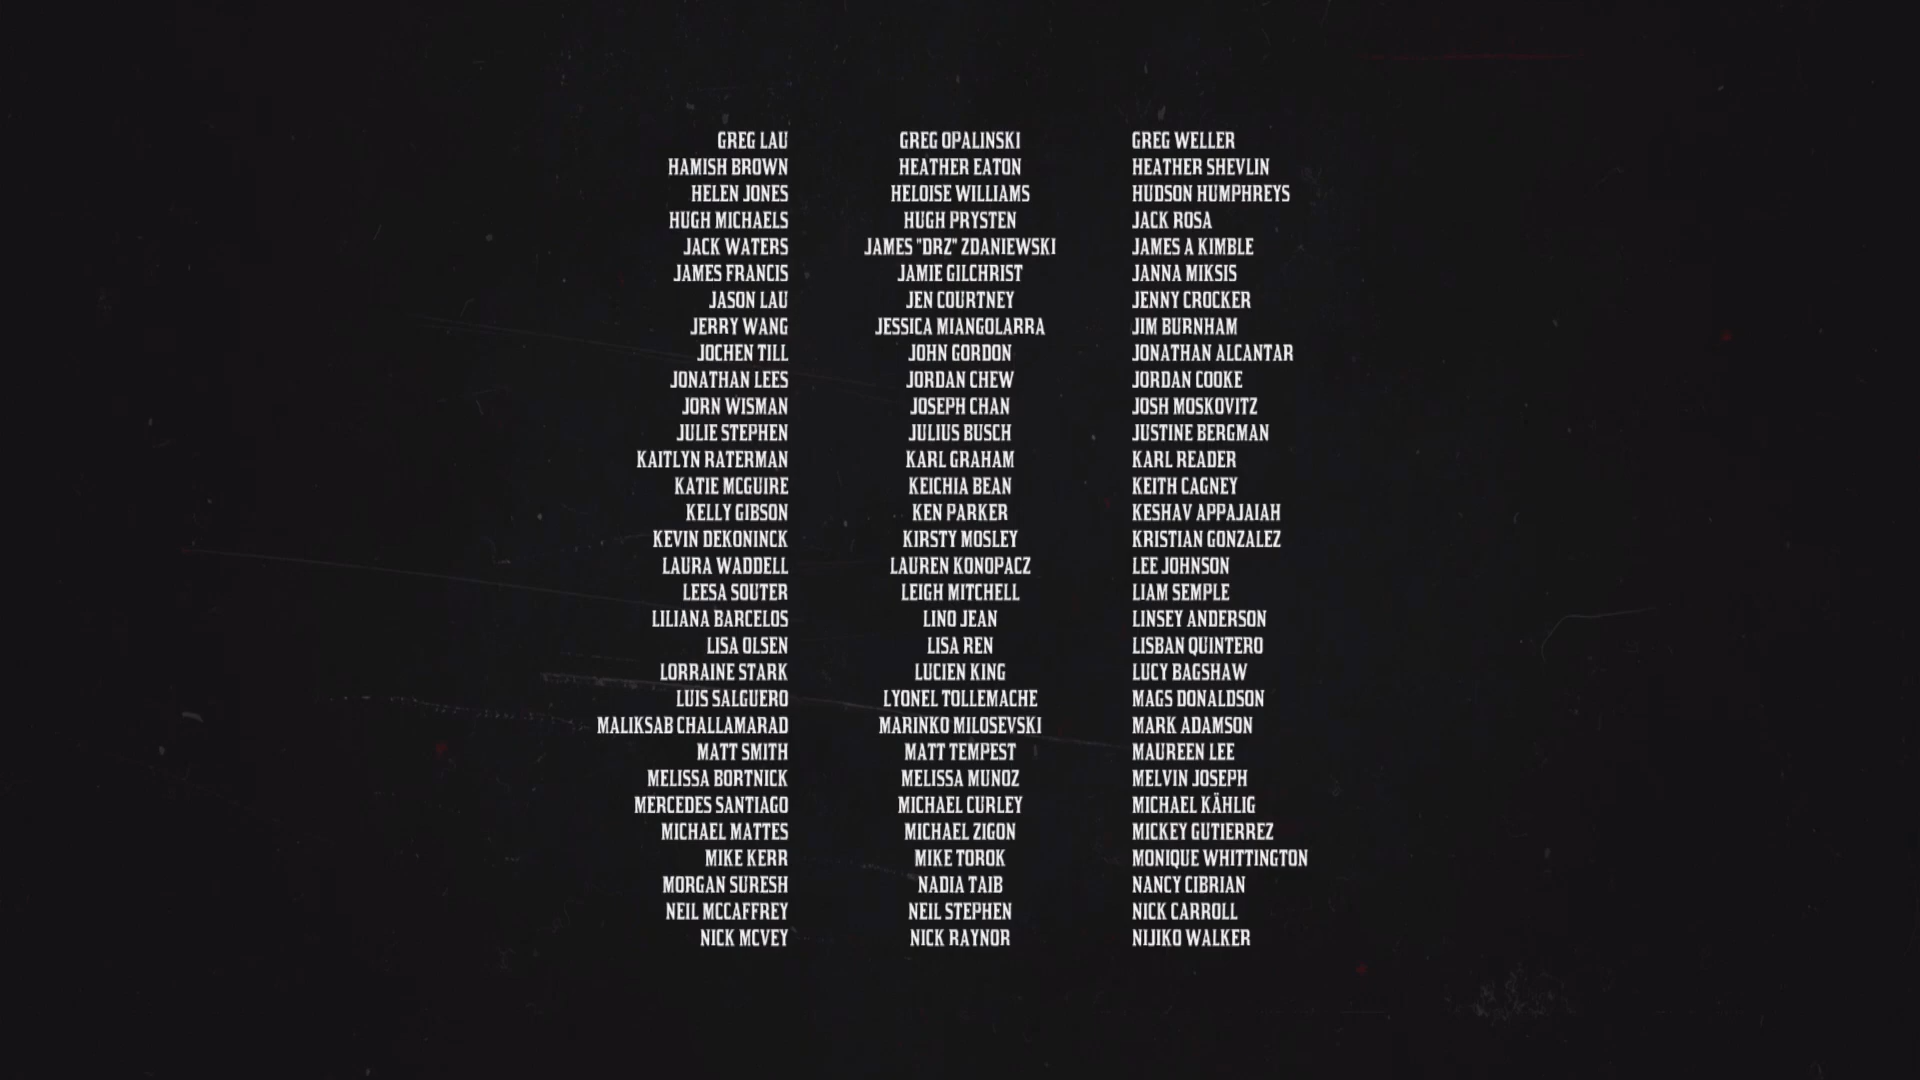 GREG LAU GREG OPALINSKI GREG WELLER
HAMISH BROWN HEATHER EATON HEATHER SHEVLIN
HELEN JONES HELOISE WILLIAMS HUDSON HUMPHREYS
HUGH MICHAELS HUGH PRYSTEN JACK ROSA
JACK WATERS JAMES "DRZ" ZDANIEWSKI JAMES A KIMBLE
JAMES FRANCIS JAMIE GILCHRIST JANNA MIKSIS
JASON LAU JEN COURTNEY JENNY CROCKER
JERRY WANG JESSICA MIANGOLARRA JIM BURNHAM
JOCHEN TILL JOHN GORDON JONATHAN ALCANTAR
JONATHAN LEES JORDAN CHEW JORDAN COOKE
JORN WISMAN JOSEPH CHAN JOSH MOSKOVITZ
JULIE STEPHEN JULIUS BUSCH JUSTINE BERGMAN
KAITLYN RATERMAN KARL GRAHAM KARL READER
KATIE MCGUIRE KEICHIA BEAN KEITH CAGNEY
KELLY GIBSON KEN PARKER KESHAV APPAJAIAH
KEVIN DEKONINCK KIRSTY MOSLEY KRISTIAN GONZALEZ
LAURA WADDELL LAUREN KONOPACZ LEE JOHNSON
LEESA SOUTER LEIGH MITCHELL LIAM SEMPLE
LILIANA BARCELOS LINO JEAN LINSEY ANDERSON
LISA OLSEN LISA REN LISBAN QUINTERO
LORRAINE STARK LUCIEN KING LUCY BAGSHAW
LUIS SALGUERO LYONEL TOLLEMACHE MAGS DONALDSON
MALIKSAB CHALLAMARAD MARINKO MILOSEVSKI MARK ADAMSON
MATT SMITH MATT TEMPEST MAUREEN LEE
MELISSA BORTNICK MELISSA MUNOZ MELVIN JOSEPH
MERCEDES SANTIAGO MICHAEL CURLEY MICHAEL KÄHLIG
MICHAEL MATTES MICHAEL ZIGON MICKEY GUTIERREZ
MIKE KERR MIKE TOROK MONIQUE WHITTINGTON
MORGAN SURESH NADIA TAIB NANCY CIBRIAN
NEIL MCCAFFREY NEIL STEPHEN NICK CARROLL
NICK MCVEY NICK RAYNOR NIJIKO WALKER